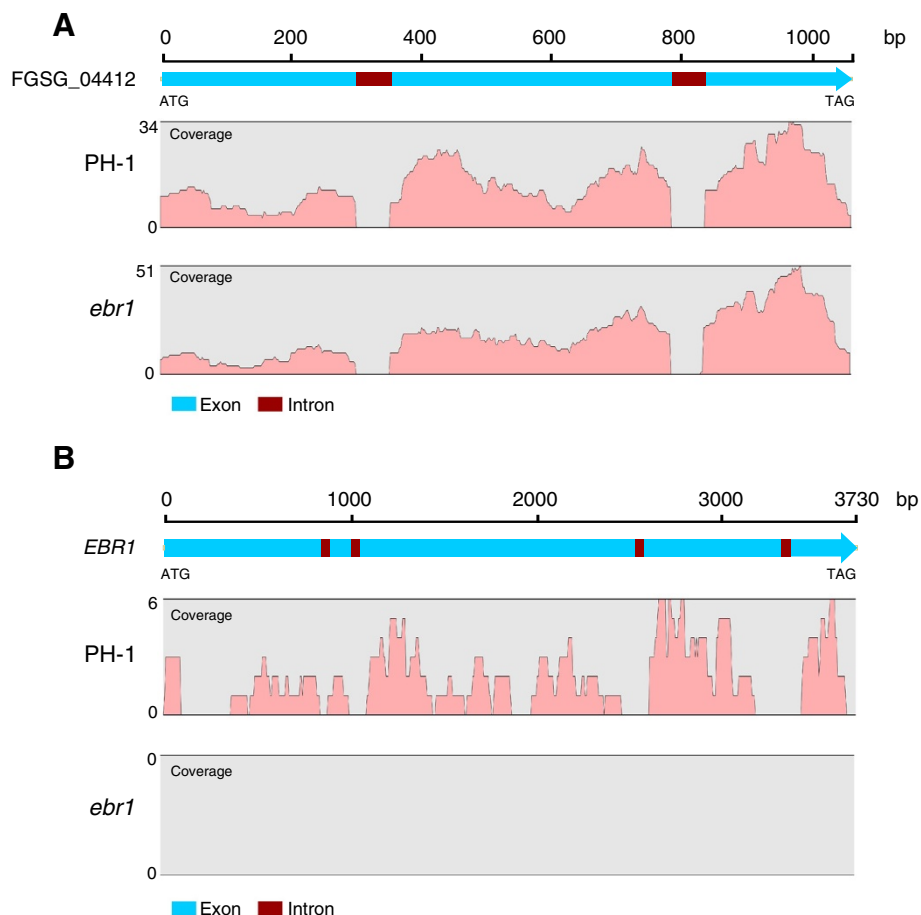 A
0 200 400 600 800 1000 bp
FGSG_04412
ATG TAG
34 Coverage
PH-1
0
51 Coverage
ebr1
0
Exon Intron
B
0 1000 2000 3000 3730 bp
EBR1
ATG TAG
6 Coverage
PH-1
0
0 Coverage
ebr1
0
Exon Intron